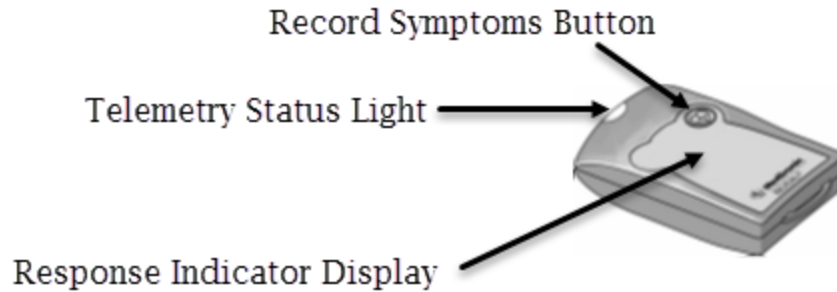 Record Symptoms Button
Telemetry Status Light
Response Indicator Display